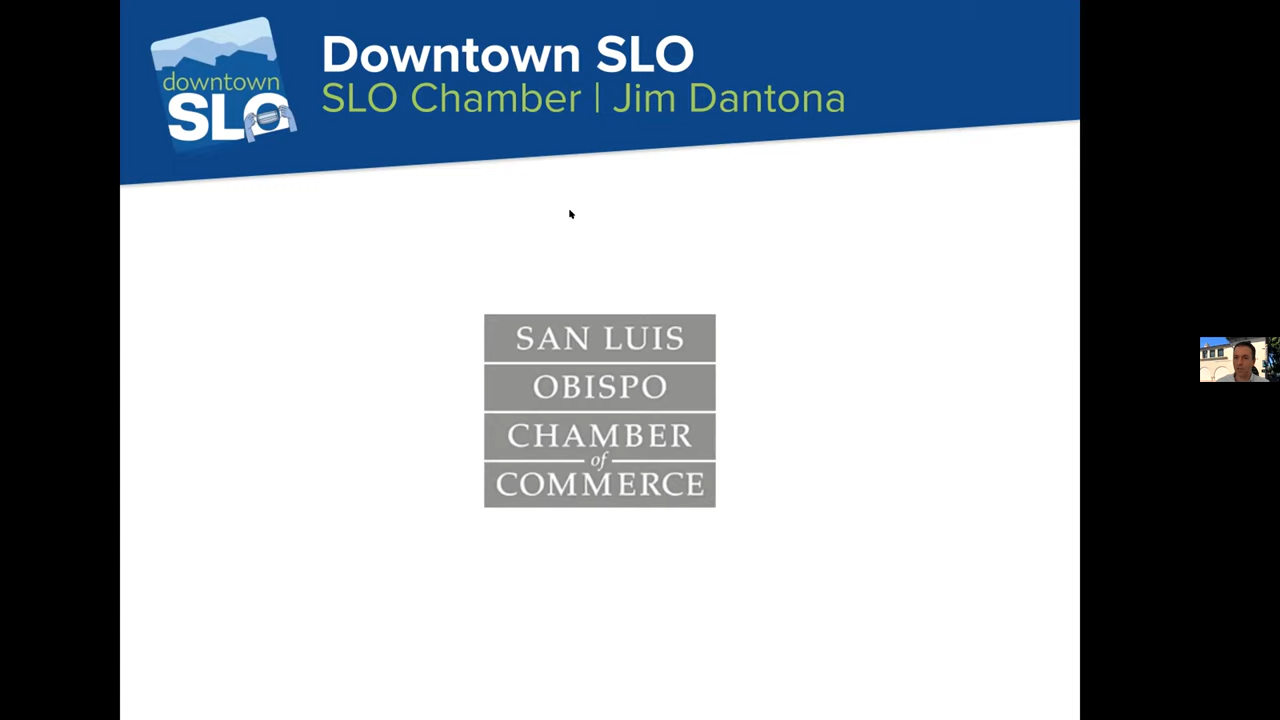 Downtown SLO
SLO Chamber | Jim Dantona
downtown
SLO
SAN LUIS
OBISPO
CHAMBER
of
COMMERCE